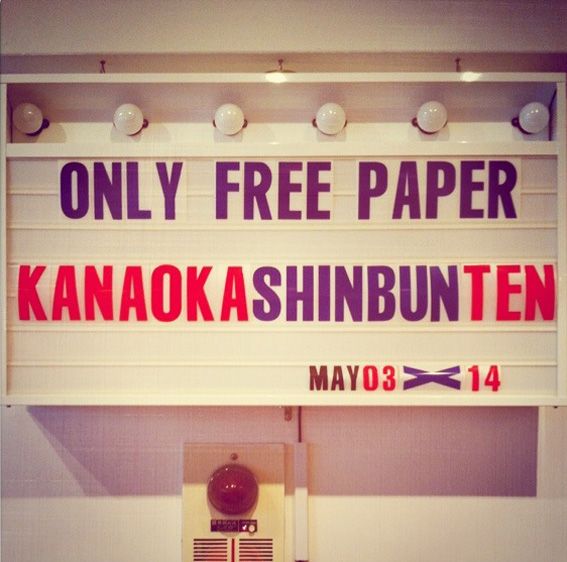 ONLY FREE PAPER
KANAOKASHINBUNTEN
MAY03 X 14